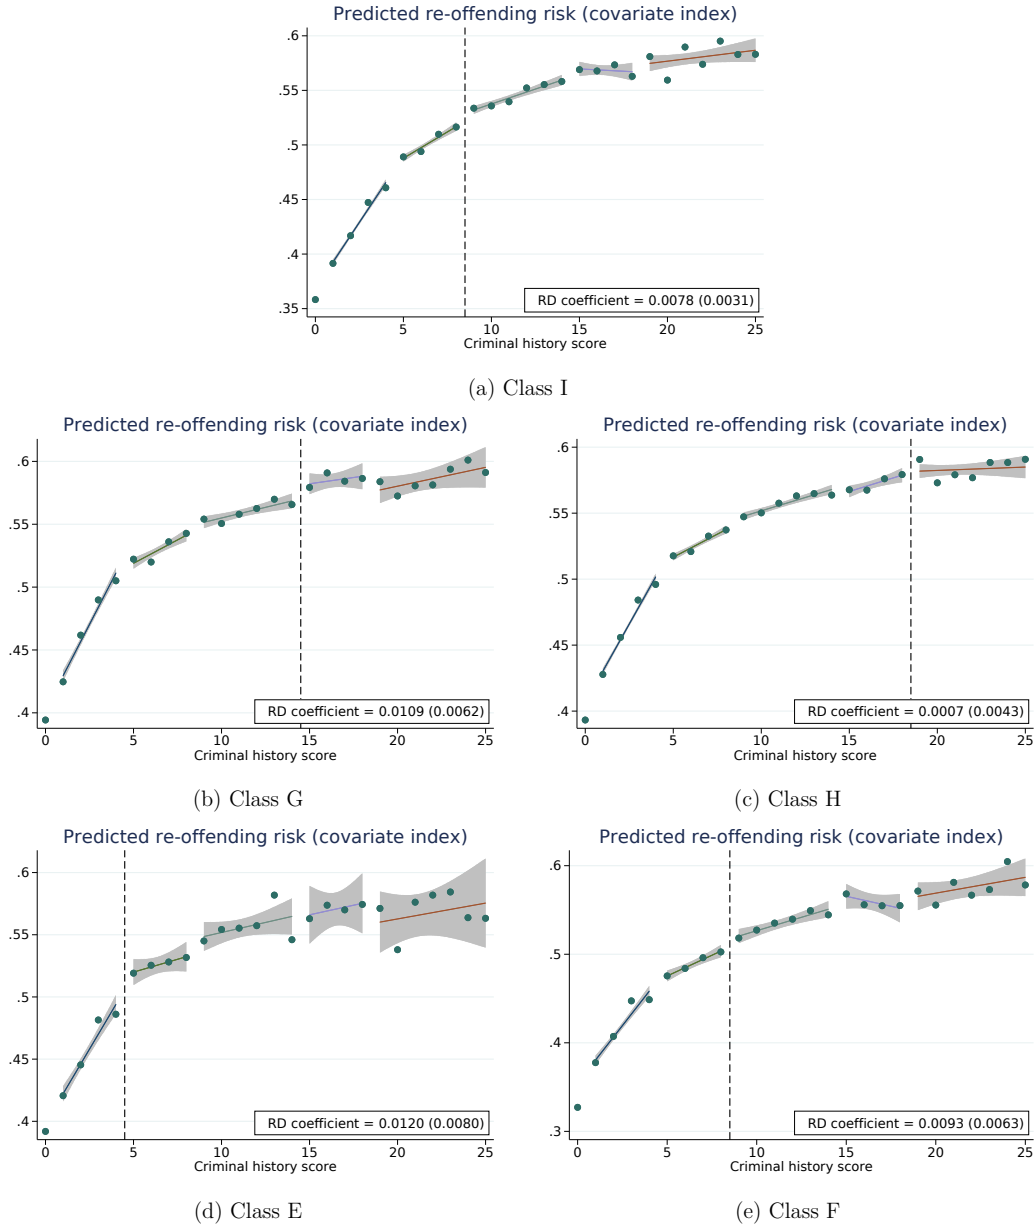 Predicted re-offending risk (covariate index)
.6
.55
.5
.45
.4
.35
RD coefficient = 0.0078 (0.0031)
0 5 10 15 20 25
Criminal history score
(a) Class I
Predicted re-offending risk (covariate index)
.6
.55
.5
.45
.4
RD coefficient = 0.0109 (0.0062)
0 5 10 15 20 25
Criminal history score
(b) Class G
Predicted re-offending risk (covariate index)
.6
.55
.5
.45
.4
RD coefficient = 0.0007 (0.0043)
0 5 10 15 20 25
Criminal history score
(c) Class H
Predicted re-offending risk (covariate index)
.6
.55
.5
.45
.4
RD coefficient = 0.0120 (0.0080)
0 5 10 15 20 25
Criminal history score
(d) Class E
Predicted re-offending risk (covariate index)
.6
.5
.4
.3
RD coefficient = 0.0093 (0.0063)
0 5 10 15 20 25
Criminal history score
(e) Class F